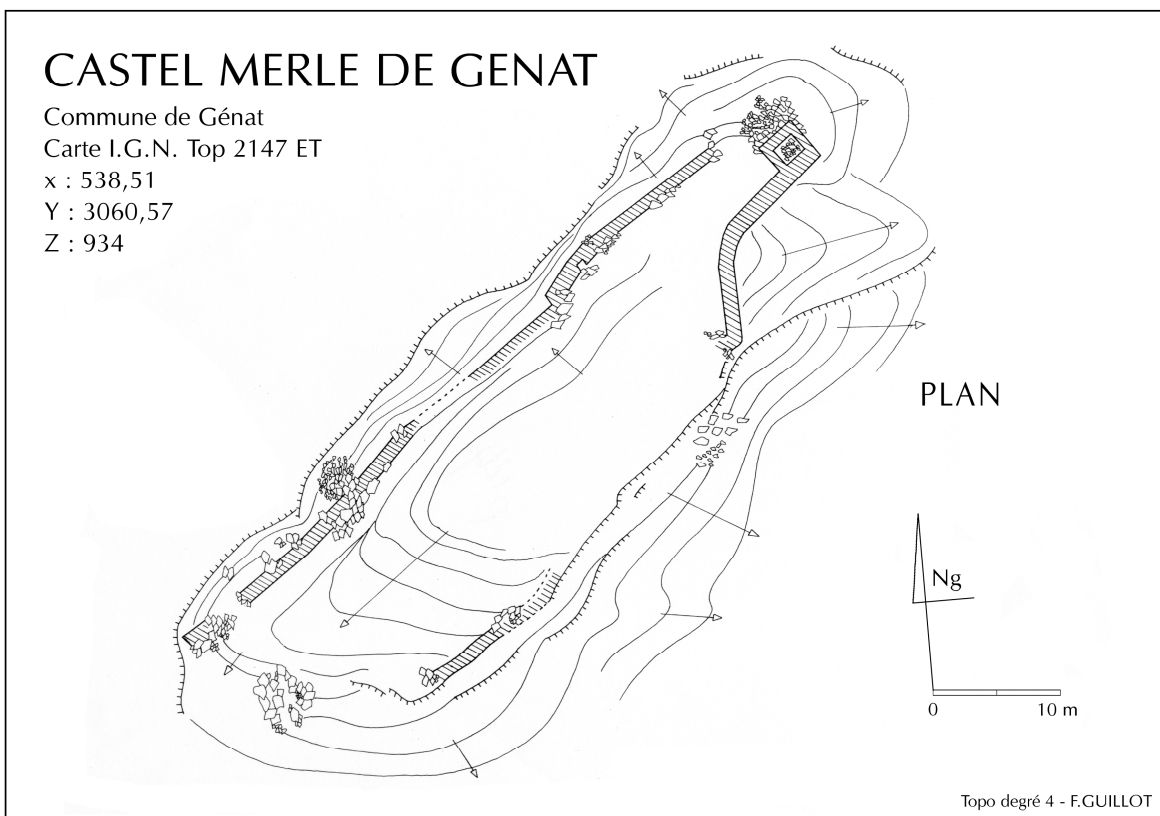 CASTEL MERLE DE GENAT
Commune de Génat
Carte I.G.N. Top 2147 ET
x : 538,51
Y : 3060,57
Z : 934
PLAN
Ng
0 10 m
Topo degré 4 - F.GUILLOT